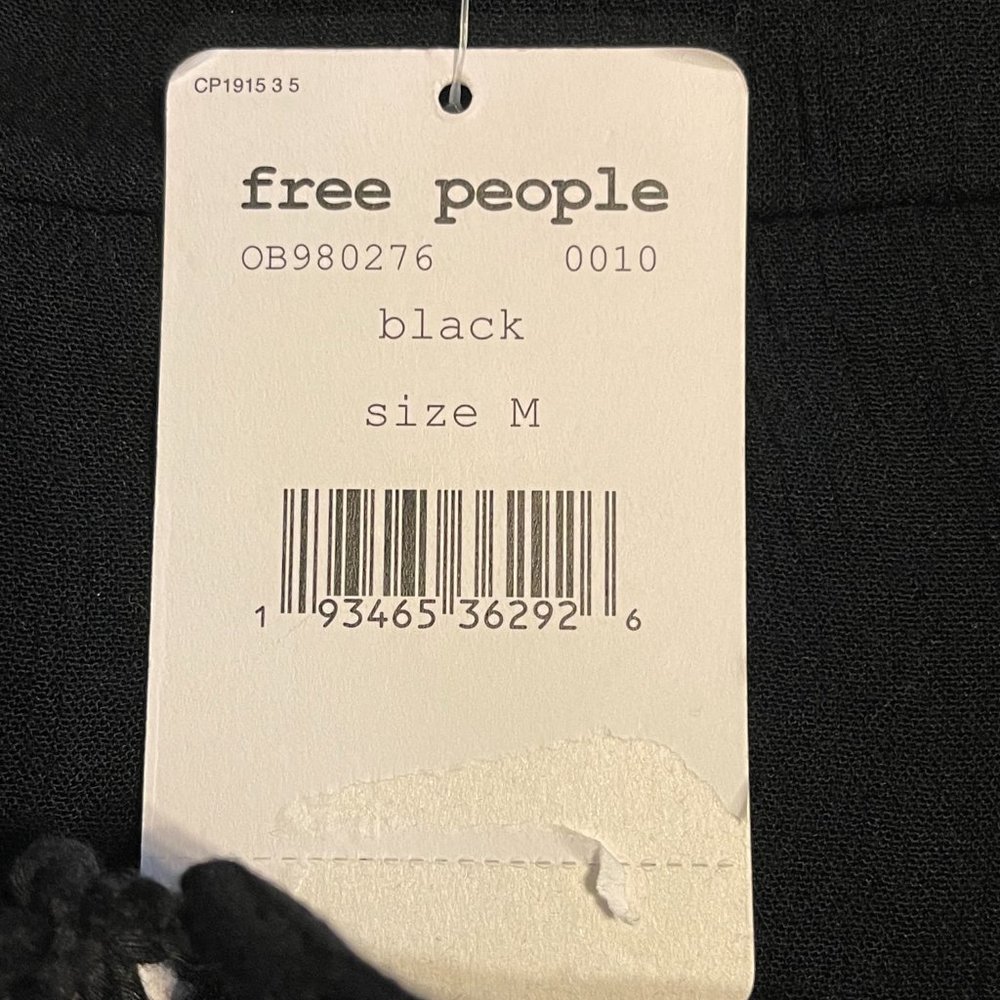 CP1915 3 5
free people
OB980276 0010
black
size M
1 93465 36292 6